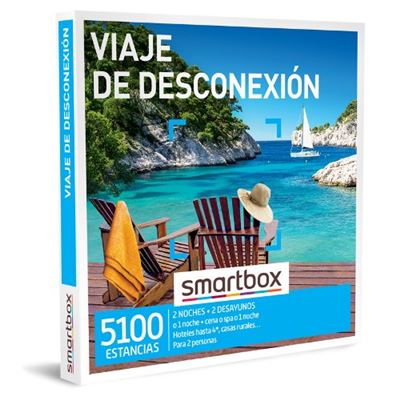 VIAJE
DE DESCONEXIÓN
VIAJE DE DESCONEXIÓN
smartbox
smartbox
5100
ESTANCIAS
2 NOCHES + 2 DESAYUNOS
o 1 noche + cena o spa o 1 noche
Hoteles hasta 4*, casas rurales...
Para 2 personas